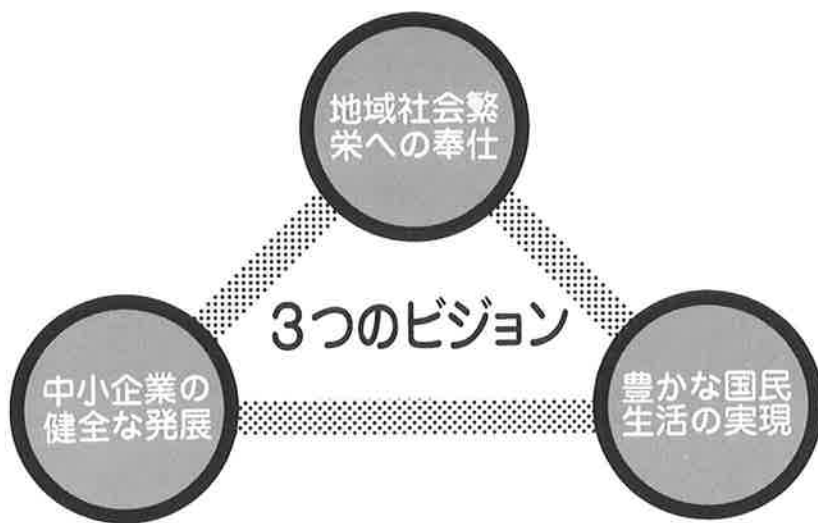 地域社会繁
栄への奉仕
3つのビジョン
中小企業の
健全な発展
豊かな国民
生活の実現